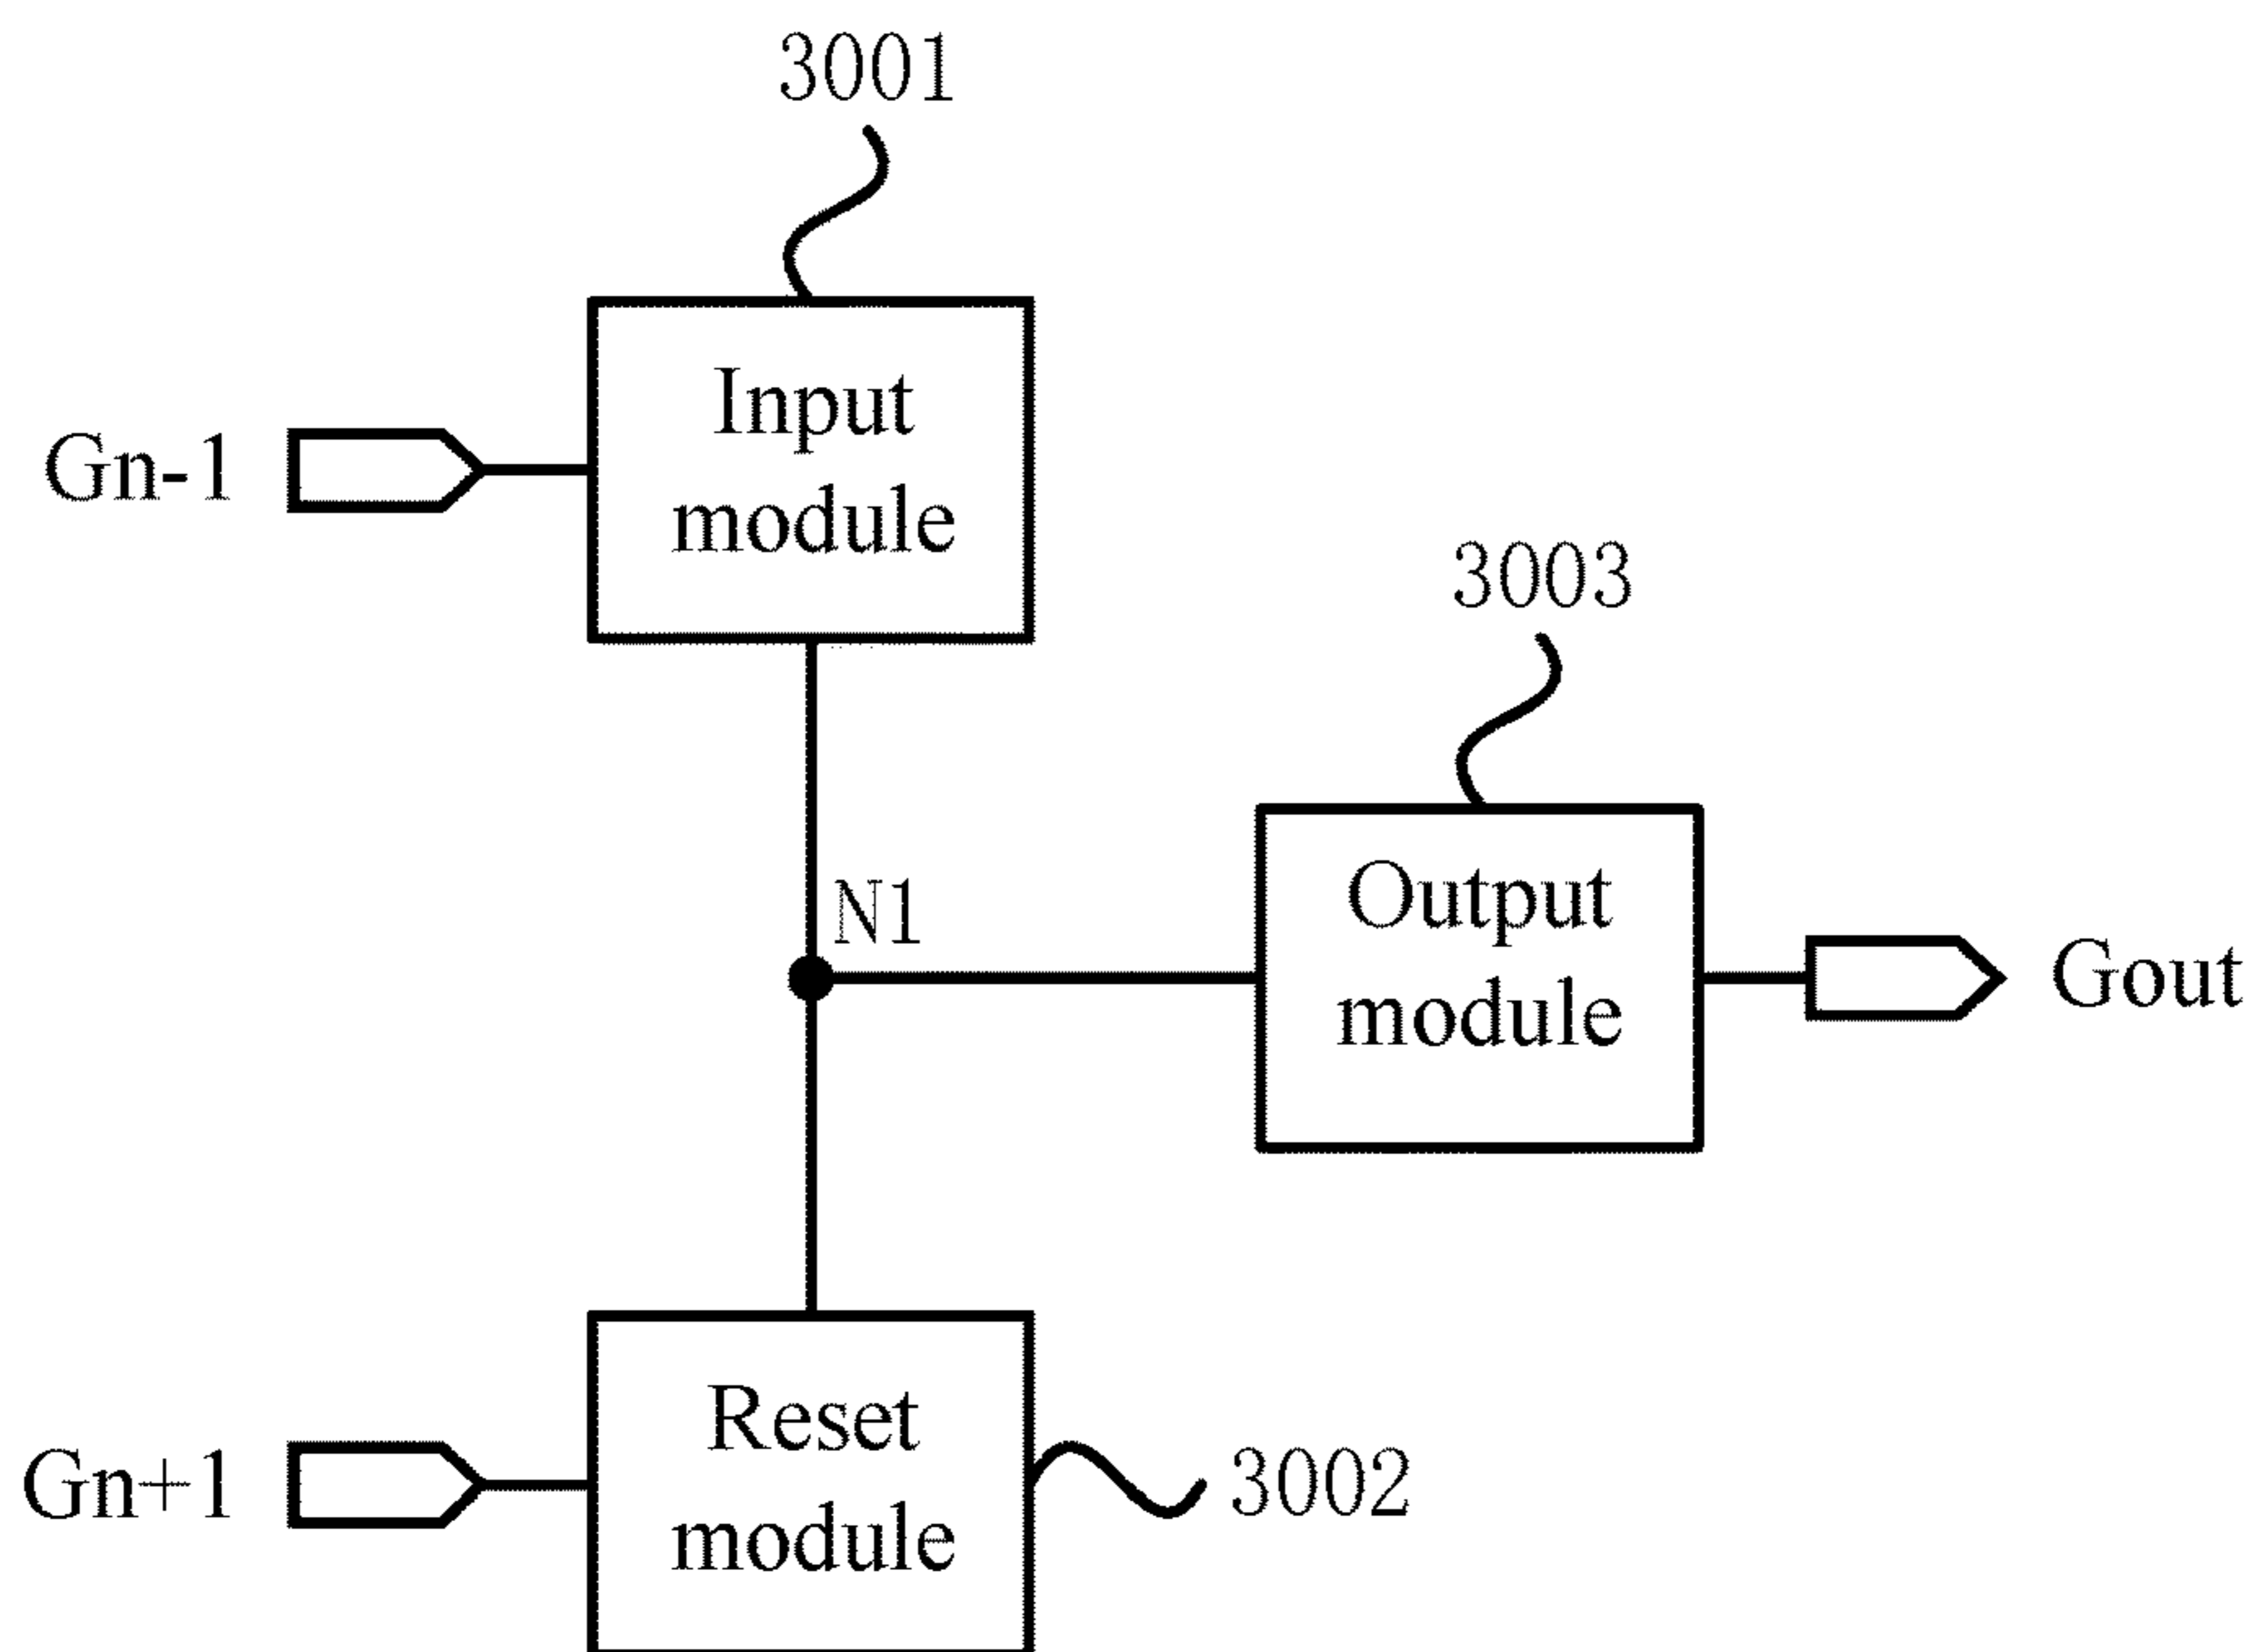 3001
Input
module
Gn-1
3003
N1
Output
module
Gout
Reset
module
Gn+1
3002